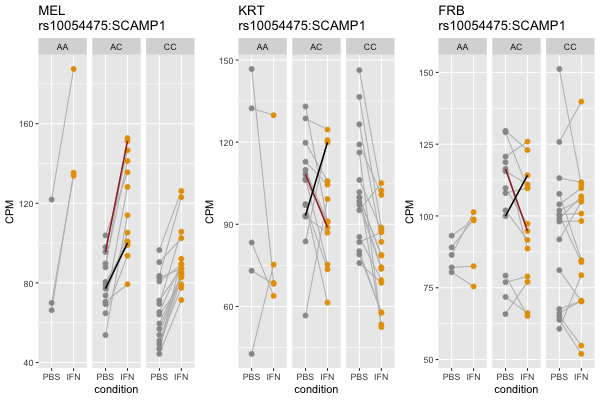 MEL
rs10054475:SCAMP1
AA
AC
CC
CPM
160
120
80
40
PBS IFN
PBS IFN
PBS IFN
condition
KRT
rs10054475:SCAMP1
AA
AC
CC
CPM
150
120
90
60
PBS IFN
PBS IFN
PBS IFN
condition
FRB
rs10054475:SCAMP1
AA
AC
CC
CPM
150
125
100
75
50
PBS IFN
PBS IFN
PBS IFN
condition